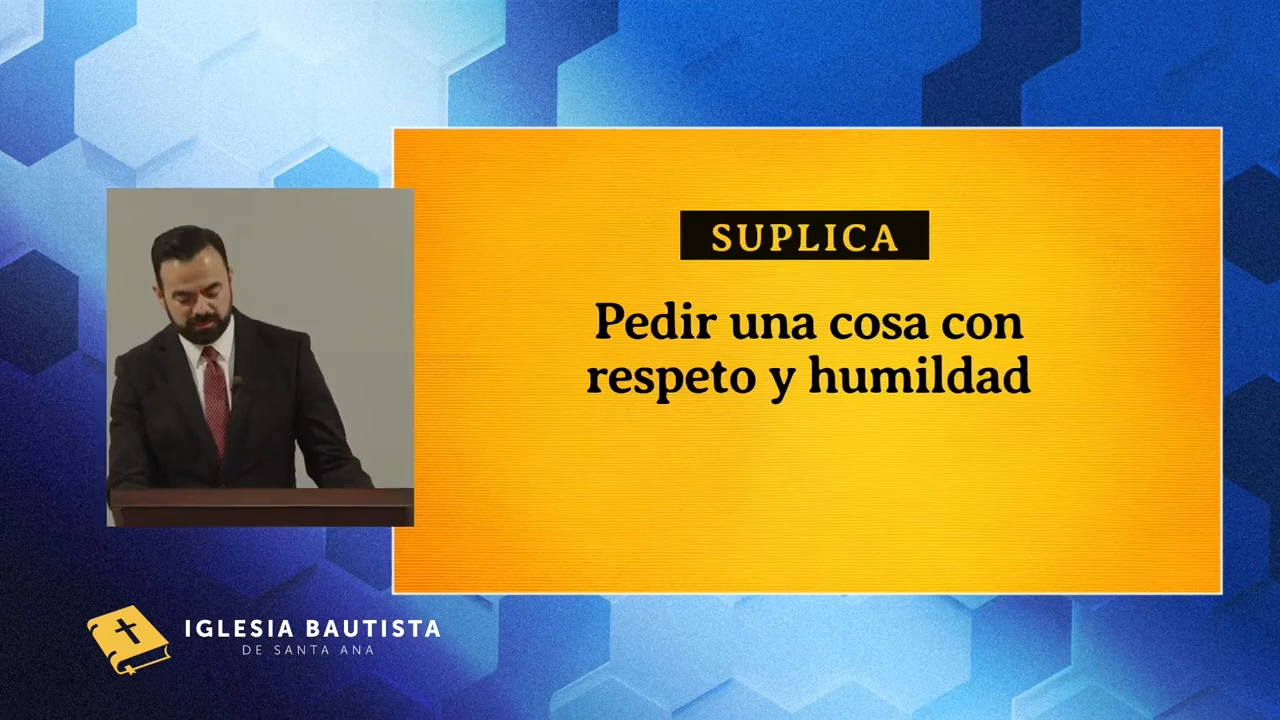 SUPLICA
Pedir una cosa con
respeto y humildad
IGLESIA BAUTISTA
DE SANTA ANA